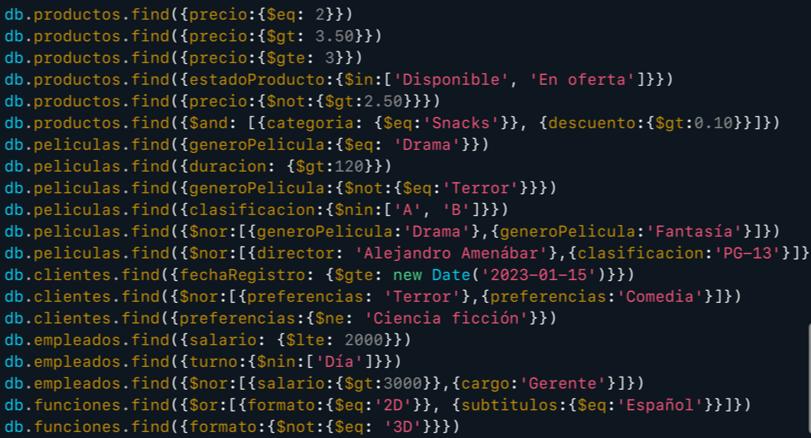 db.productos.find({precio:{$eq: 2}})
db.productos.find({precio:{$gt: 3.50}})
db.productos.find({precio:{$gte: 3}})
db.productos.find({estadoProducto:{$in:['Disponible', 'En oferta']}})
db.productos.find({precio:{$not:{$gt:2.50}}})
db.productos.find({$and: [{categoria: {$eq:'Snacks'}}, {descuento:{$gt:0.10}}]})
db.peliculas.find({generoPelicula:{$eq: 'Drama'}})
db.peliculas.find({duracion: {$gt:120}})
db.peliculas.find({generoPelicula:{$not:{$eq:'Terror'}}})
db.peliculas.find({clasificacion:{$nin:['A', 'B']}})
db.peliculas.find({$nor:[{generoPelicula:'Drama'},{generoPelicula:'Fantasía'}]})
db.peliculas.find({$nor:[{director: 'Alejandro Amenábar'},{clasificacion:'PG-13'}]}
db.clientes.find({fechaRegistro: {$gte: new Date('2023-01-15')}})
db.clientes.find({$nor:[{preferencias: 'Terror'},{preferencias:'Comedia'}]})
db.clientes.find({preferencias:{$ne: 'Ciencia ficción'}})
db.empleados.find({salario: {$lte: 2000}})
db.empleados.find({turno:{$nin:['Día']}})
db.empleados.find({$nor:[{salario:{$gt:3000}},{cargo:'Gerente'}]})
db.funciones.find({$or:[{formato:{$eq:'2D'}}, {subtitulos:{$eq:'Español'}}]})
db.funciones.find({formato:{$not:{$eq: '3D'}}})